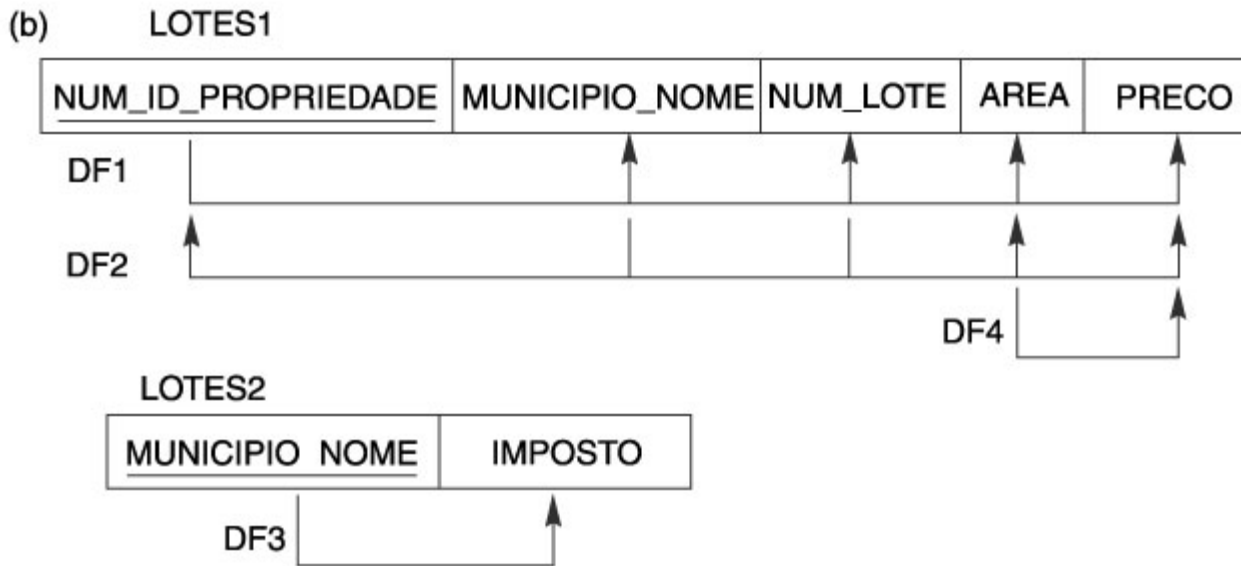 (b) LOTES1
NUM_ID_PROPRIEDADE MUNICIPIO_NOME NUM_LOTE AREA PRECO
DF1
DF2
DF4
LOTES2
MUNICIPIO NOME IMPOSTO
DF3